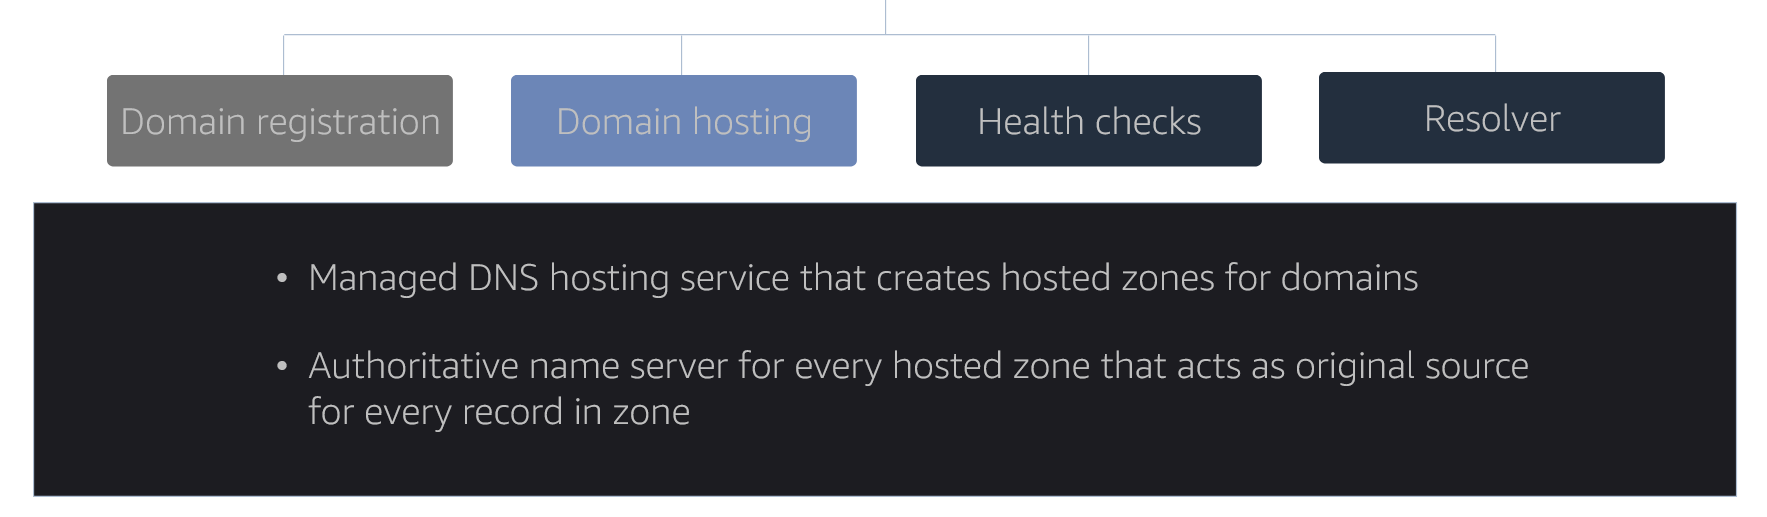 Domain registration
Domain hosting
Health checks
Resolver
• Managed DNS hosting service that creates hosted zones for domains
• Authoritative name server for every hosted zone that acts as original source
for every record in zone